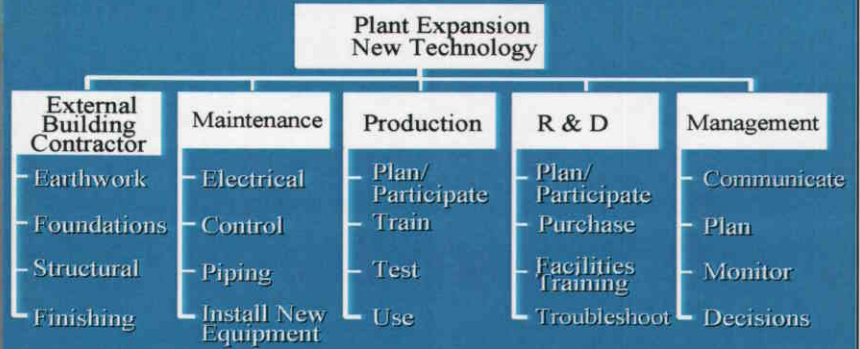 Plant Expansion
New Technology
External
Building
Contractor
Earthwork
Foundations
Structural
Finishing
Maintenance
Electrical
Control
Piping
Install New
Equipment
Production
Plan/
Participate
Train
Test
Use
R & D
Plan/
Participate
Purchase
Facilities
Training
Troubleshoot
Management
Communicate
Plan
Monitor
Decisions